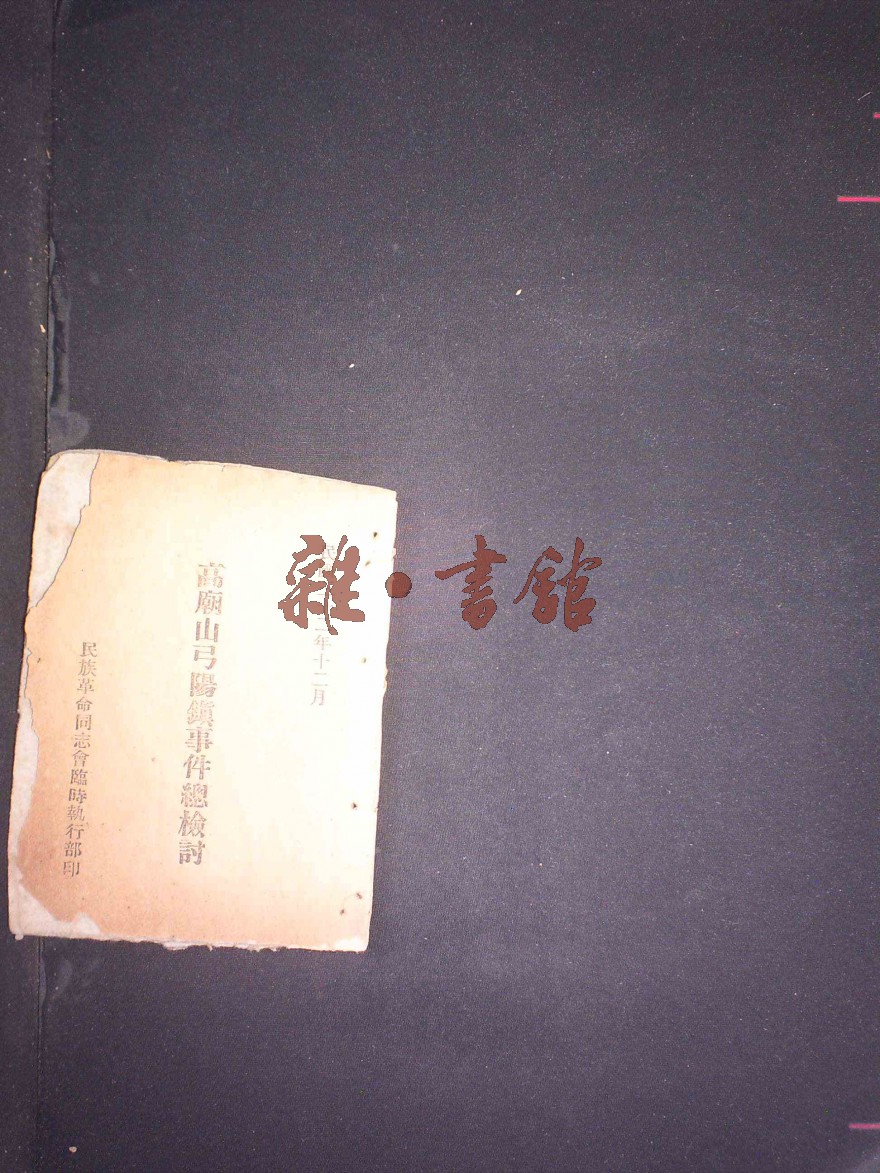 民
二年十二月
高廟山弓陽鎮事件總檢討
民族革命同志會臨時執行部印
雜·書館